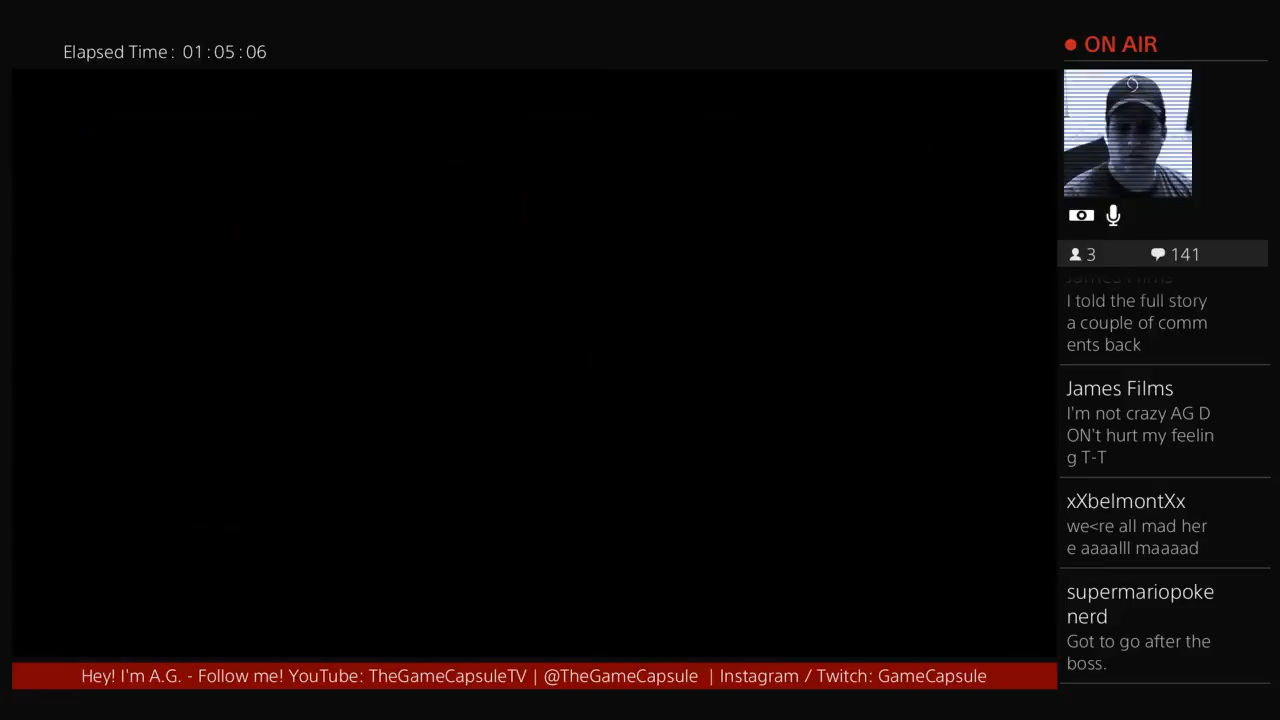 Elapsed Time: 01:05:06
ON AIR
3 141
James Films
I told the full story
a couple of comm
ents back
James Films
I'm not crazy AG D
ON't hurt my feelin
g T-T
xXbelmontXx
we<re all mad her
e aaaalll maaaad
supermariopoke
nerd
Got to go after the
boss.
Hey! I'm A.G. - Follow me! YouTube: TheGameCapsuleTV | @TheGameCapsule | Instagram / Twitch: GameCapsule